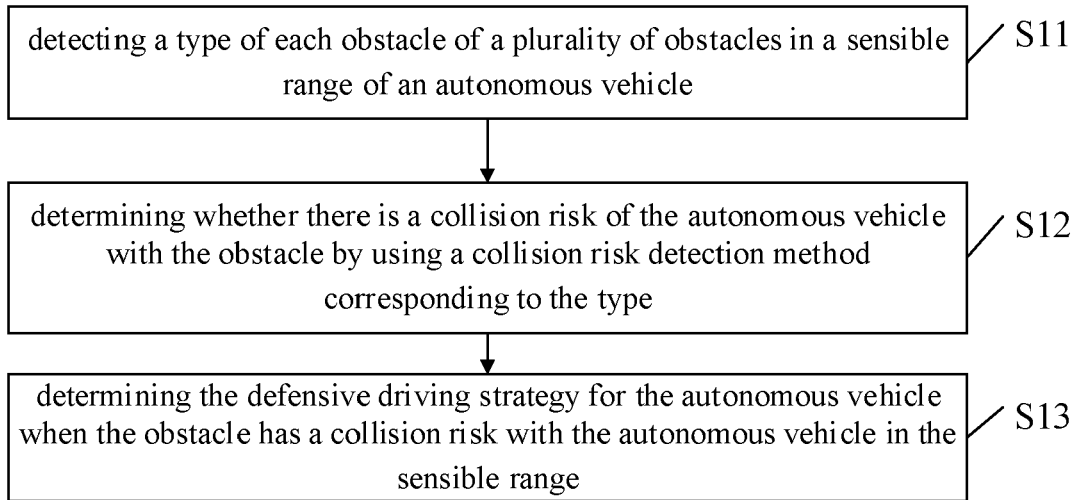 detecting a type of each obstacle of a plurality of obstacles in a sensible
range of an autonomous vehicle
S11
determining whether there is a collision risk of the autonomous vehicle
with the obstacle by using a collision risk detection method
corresponding to the type
S12
determining the defensive driving strategy for the autonomous vehicle
when the obstacle has a collision risk with the autonomous vehicle in the
sensible range
S13